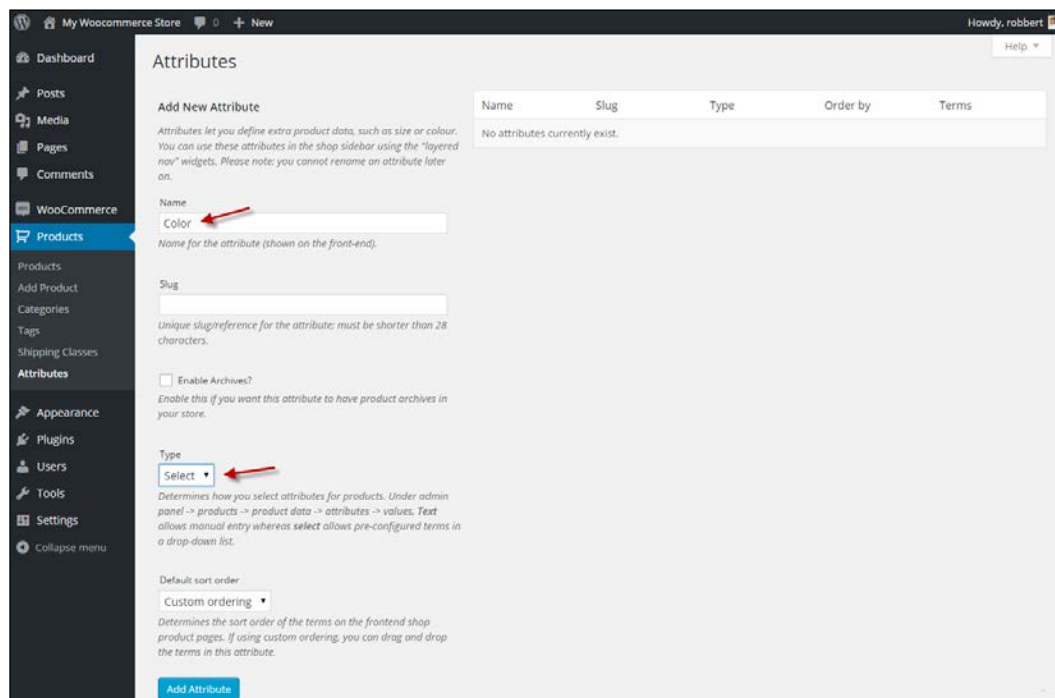 My Woocommerce Store 0 + New Howdy, robbert
Help
Dashboard
Posts
Media
Pages
Comments
WooCommerce
Products
Products
Add Product
Categories
Tags
Shipping Classes
Attributes
Appearance
Plugins
Users
Tools
Settings
Collapse menu
Attributes
Add New Attribute
Attributes let you define extra product data, such as size or colour.
You can use these attributes in the shop sidebar using the "layered
nav" widgets. Please note: you cannot rename an attribute later
on.
Name
Color
Name for the attribute (shown on the front-end).
Slug
Unique slug/reference for the attribute; must be shorter than 28
characters.
Enable Archives?
Enable this if you want this attribute to have product archives in
your store.
Type
Select
Determines how you select attributes for products. Under admin
panel -> products -> product data -> attributes -> values, Text
allows manual entry whereas select allows pre-configured terms in
a drop-down list.
Default sort order
Custom ordering
Determines the sort order of the terms on the frontend shop
product pages. If using custom ordering, you can drag and drop
the terms in this attribute.
Add Attribute
Name Slug Type Order by Terms
No attributes currently exist.